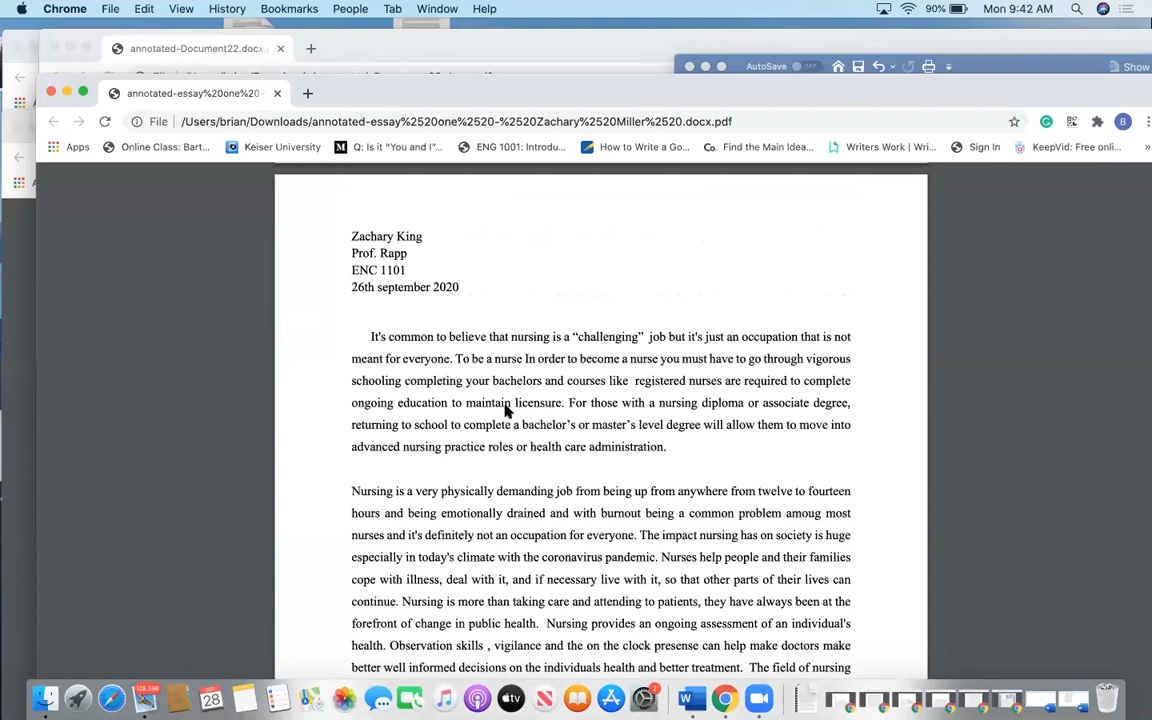 Chrome File Edit View History Bookmarks People Tab Window Help 90% Mon 9:42 AM
annotated-Document22.docx.
AutoSave OFF Show
annotated-essay%20one%20-
File /Users/brian/Downloads/annotated-essay%2520one%2520-%2520Zachary%2520Miller%2520.docx.pdf B
Apps Online Class: Bart... Keiser University Q: Is it “You and I”... ENG 1001: Introdu... How to Write a Go... Co. Find the Main Idea... Writers Work | Wri... Sign In KeepVid: Free onli... »
Zachary King
Prof. Rapp
ENC 1101
26th september 2020
It's common to believe that nursing is a “challenging” job but it's just an occupation that is not
meant for everyone. To be a nurse In order to become a nurse you must have to go through vigorous
schooling completing your bachelors and courses like registered nurses are required to complete
ongoing education to maintain licensure. For those with a nursing diploma or associate degree,
returning to school to complete a bachelor’s or master’s level degree will allow them to move into
advanced nursing practice roles or health care administration.
Nursing is a very physically demanding job from being up from anywhere from twelve to fourteen
hours and being emotionally drained and with burnout being a common problem amoug most
nurses and it's definitely not an occupation for everyone. The impact nursing has on society is huge
especially in today's climate with the coronavirus pandemic. Nurses help people and their families
cope with illness, deal with it, and if necessary live with it, so that other parts of their lives can
continue. Nursing is more than taking care and attending to patients, they have always been at the
forefront of change in public health. Nursing provides an ongoing assessment of an individual's
health. Observation skills , vigilance and the on the clock presense can help make doctors make
better well informed decisions on the individuals health and better treatment. The field of nursing
SEP 28 tv 2